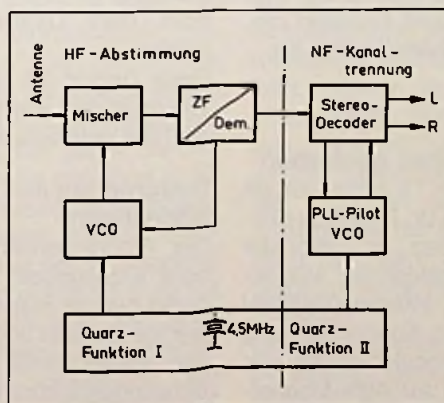 HF-Abstimmung
NF-Kanal-
trennung
Antenne
Mischer
ZF
Dem.
Stereo-
Decoder
L
R
VCO
PLL-Pilot
VCO
Quarz-
Funktion I
4,5MHz
Quarz-
Funktion II